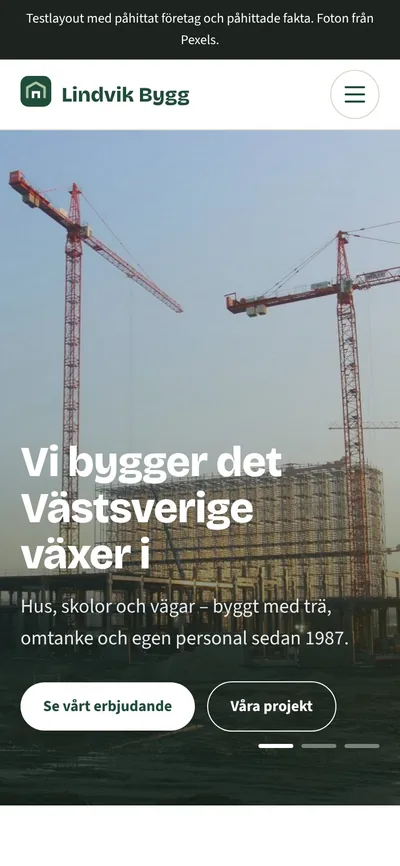 Testlayout med påhittat företag och påhittade fakta. Foton från
Pexels.
Lindvik Bygg
Vi bygger det
Västsverige
växer i
Hus, skolor och vägar – byggt med trä,
omtanke och egen personal sedan 1987.
Se vårt erbjudande
Våra projekt